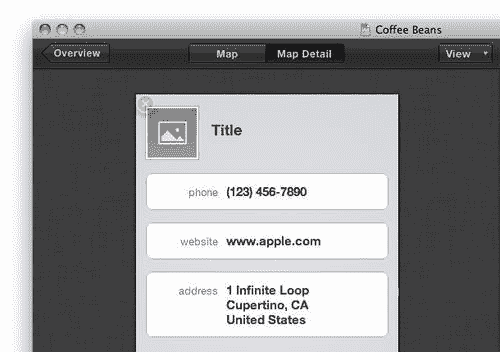 Coffee Beans
Overview Map Map Detail View
Title
phone (123) 456-7890
website www.apple.com
address 1 Infinite Loop
Cupertino, CA
United States